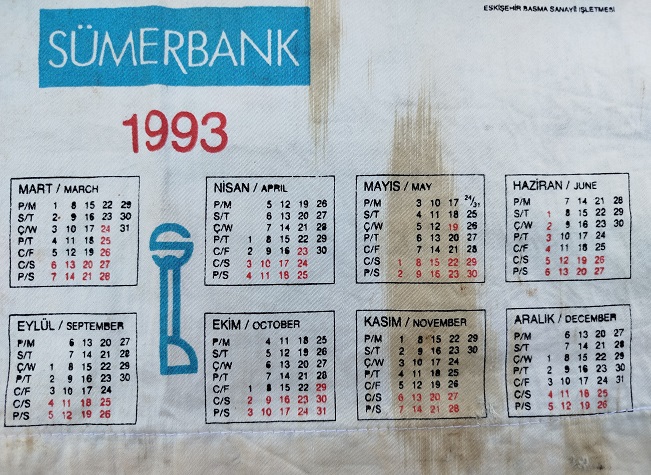 ESKİŞEHİR BASMA SANAYİİ İŞLETMESİ
SÜMERBANK
1993
MART / MARCH
P/M 1 8 15 22 29
S/T 2 9 16 23 30
Ç/W 3 10 17 24 31
P/T 4 11 18 25
C/F 5 12 19 26
C/S 6 13 20 27
P/S 7 14 21 28
NİSAN / APRIL
P/M 5 12 19 26
S/T 6 13 20 27
Ç/W 7 14 21 28
P/T 1 8 15 22 29
C/F 2 9 16 23 30
C/S 3 10 17 24
P/S 4 11 18 25
MAYIS / MAY
P/M 3 10 17 24/31
S/T 4 11 18 25
Ç/W 5 12 19 26
P/T 6 13 20 27
C/F 7 14 21 28
C/S 1 8 15 22 29
P/S 2 9 16 23 30
HAZİRAN / JUNE
P/M 7 14 21 28
S/T 1 8 15 22 29
Ç/W 2 9 16 23 30
P/T 3 10 17 24
C/F 4 11 18 25
C/S 5 12 19 26
P/S 6 13 20 27
EYLÜL / SEPTEMBER
P/M 6 13 20 27
S/T 7 14 21 28
Ç/W 1 8 15 22 29
P/T 2 9 16 23 30
C/F 3 10 17 24
C/S 4 11 18 25
P/S 5 12 19 26
EKİM / OCTOBER
P/M 4 11 18 25
S/T 5 12 19 26
Ç/W 6 13 20 27
P/T 7 14 21 28
C/F 1 8 15 22 29
C/S 2 9 16 23 30
P/S 3 10 17 24 31
KASIM / NOVEMBER
P/M 1 8 15 22 29
S/T 2 9 16 23 30
Ç/W 3 10 17 24
P/T 4 11 18 25
C/F 5 12 19 26
C/S 6 13 20 27
P/S 7 14 21 28
ARALIK / DECEMBER
P/M 6 13 20 27
S/T 7 14 21 28
Ç/W 1 8 15 22 29
P/T 2 9 16 23 30
C/F 3 10 17 24 31
C/S 4 11 18 25
P/S 5 12 19 26